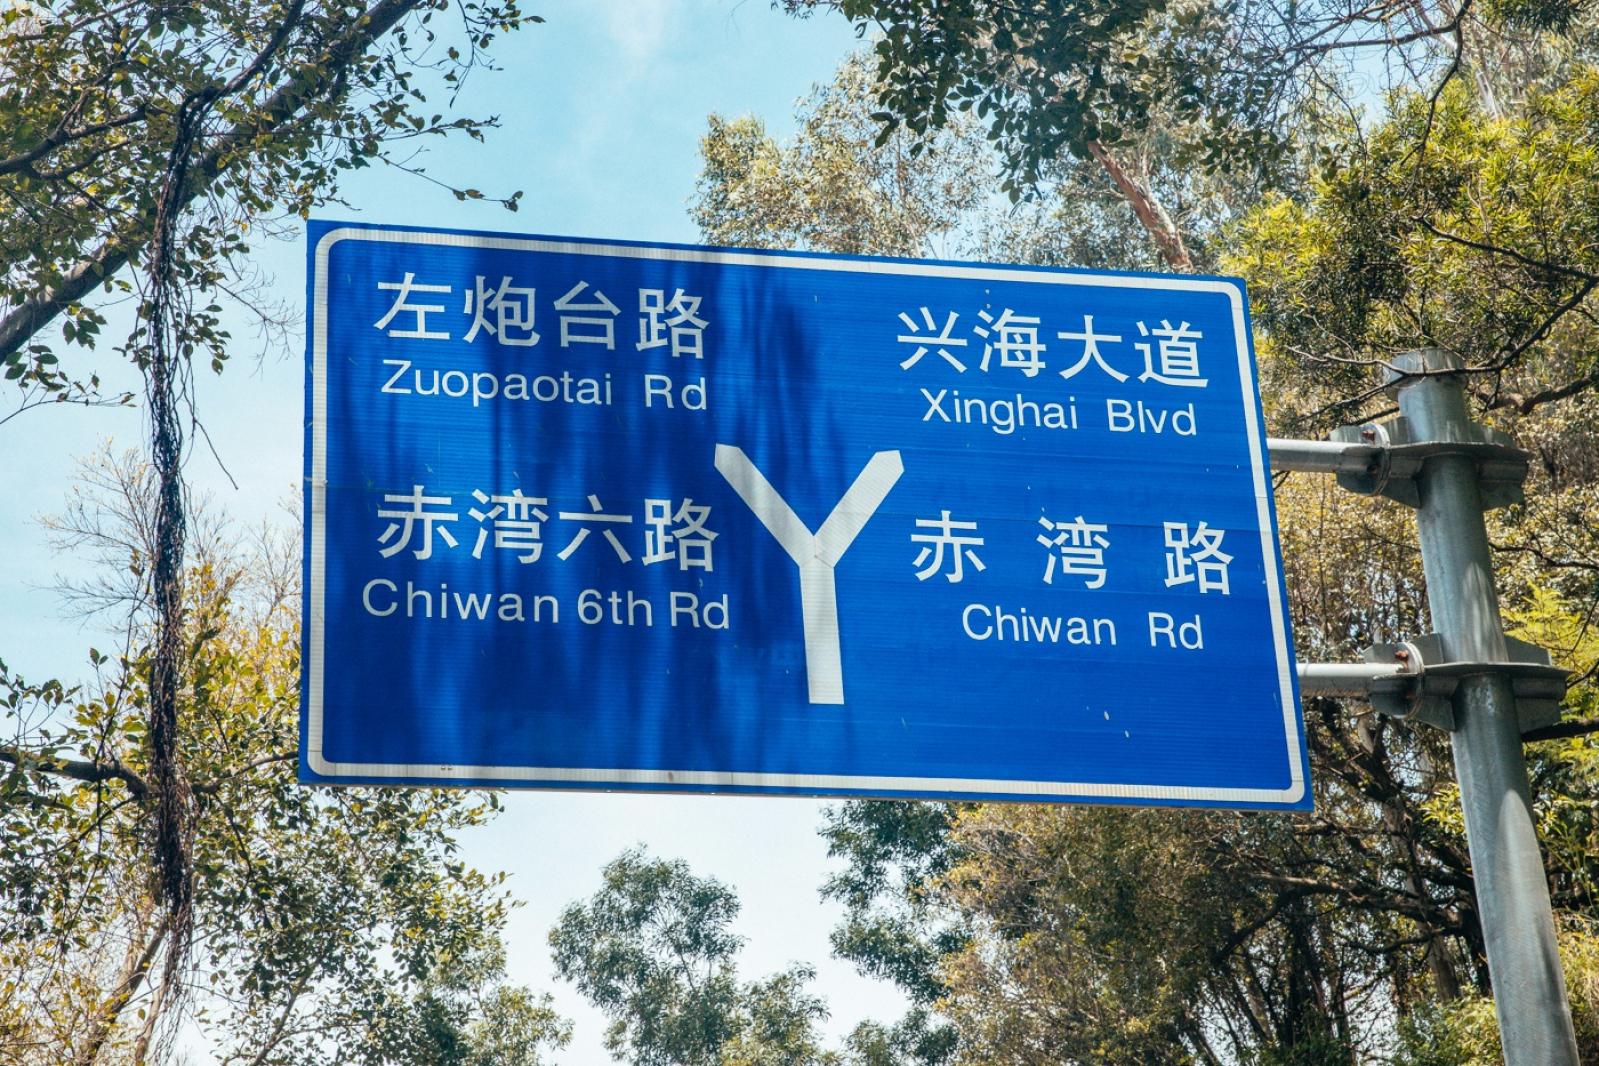 左炮台路
Zuopaotai Rd
赤湾六路
Chiwan 6th Rd
兴海大道
Xinghai Blvd
赤湾路
Chiwan Rd